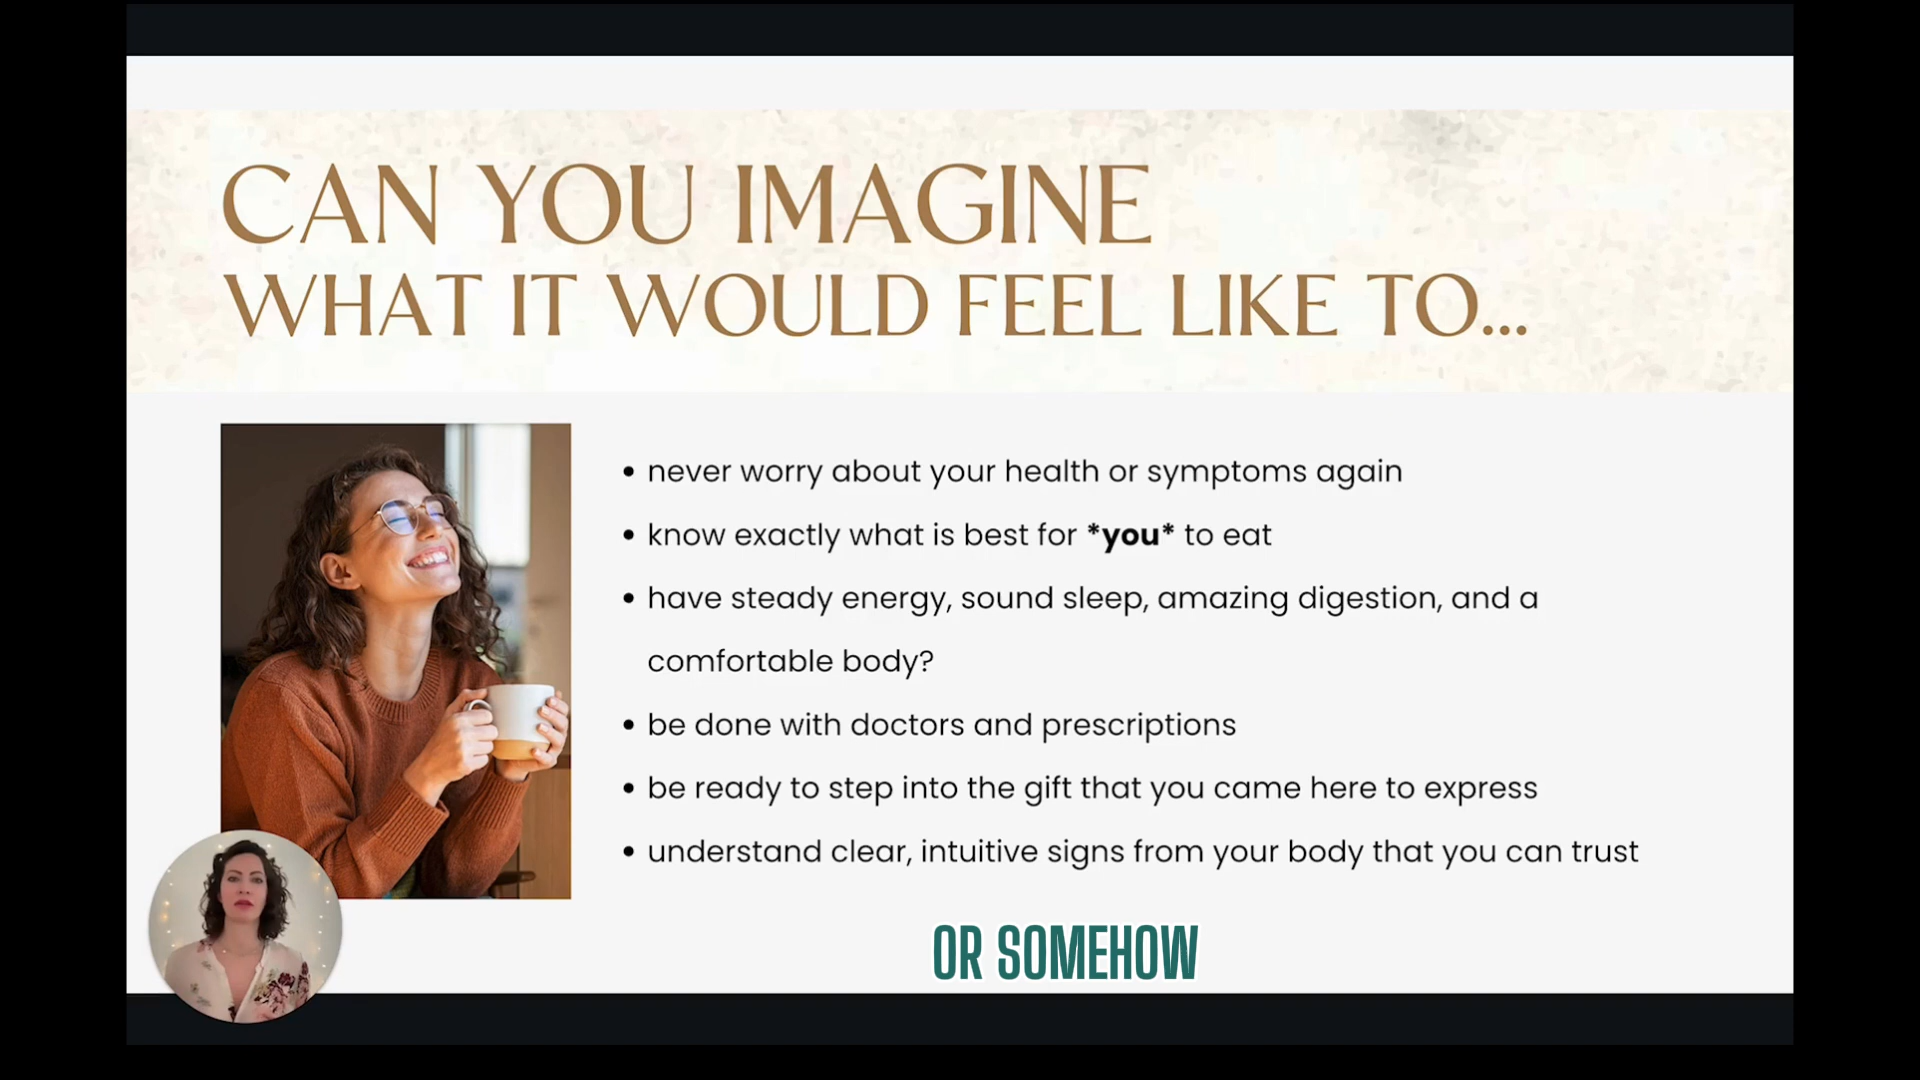 CAN YOU IMAGINE
WHAT IT WOULD FEEL LIKE TO...
• never worry about your health or symptoms again
• know exactly what is best for *you* to eat
• have steady energy, sound sleep, amazing digestion, and a
comfortable body?
• be done with doctors and prescriptions
• be ready to step into the gift that you came here to express
• understand clear, intuitive signs from your body that you can trust
OR SOMEHOW